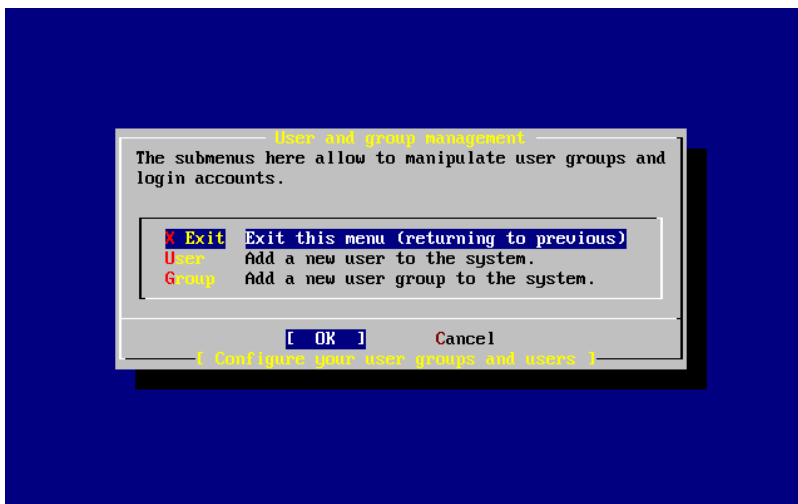 User and group management
The submenus here allow to manipulate user groups and
login accounts.
X Exit Exit this menu (returning to previous)
User Add a new user to the system.
Group Add a new user group to the system.
[ OK ] Cancel
[ Configure your user groups and users ]